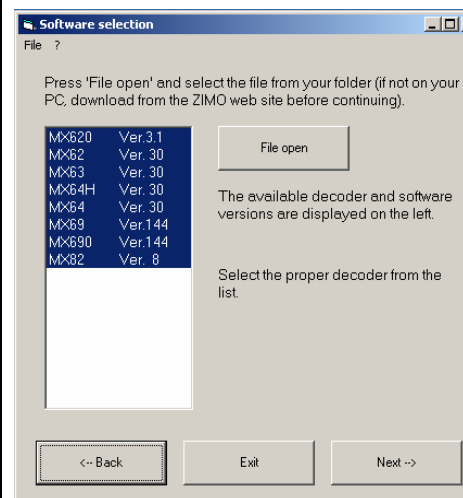 Software selection
File ?
Press 'File open' and select the file from your folder (if not on your
PC, download from the ZIMO web site before continuing).
MX620 Ver.3.1
MX62 Ver. 30
MX63 Ver. 30
MX64H Ver. 30
MX64 Ver. 30
MX69 Ver.144
MX690 Ver.144
MX82 Ver. 8
File open
The available decoder and software
versions are displayed on the left.
Select the proper decoder from the
list.
<-- Back
Exit
Next -->